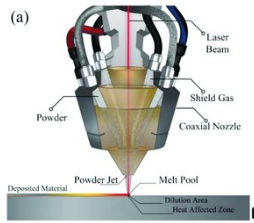 (a)
Laser
Beam
Shield Gas
Powder
Coaxial Nozzle
Powder Jet
Melt Pool
Deposited Material
Dilution Area
Heat Affected Zone